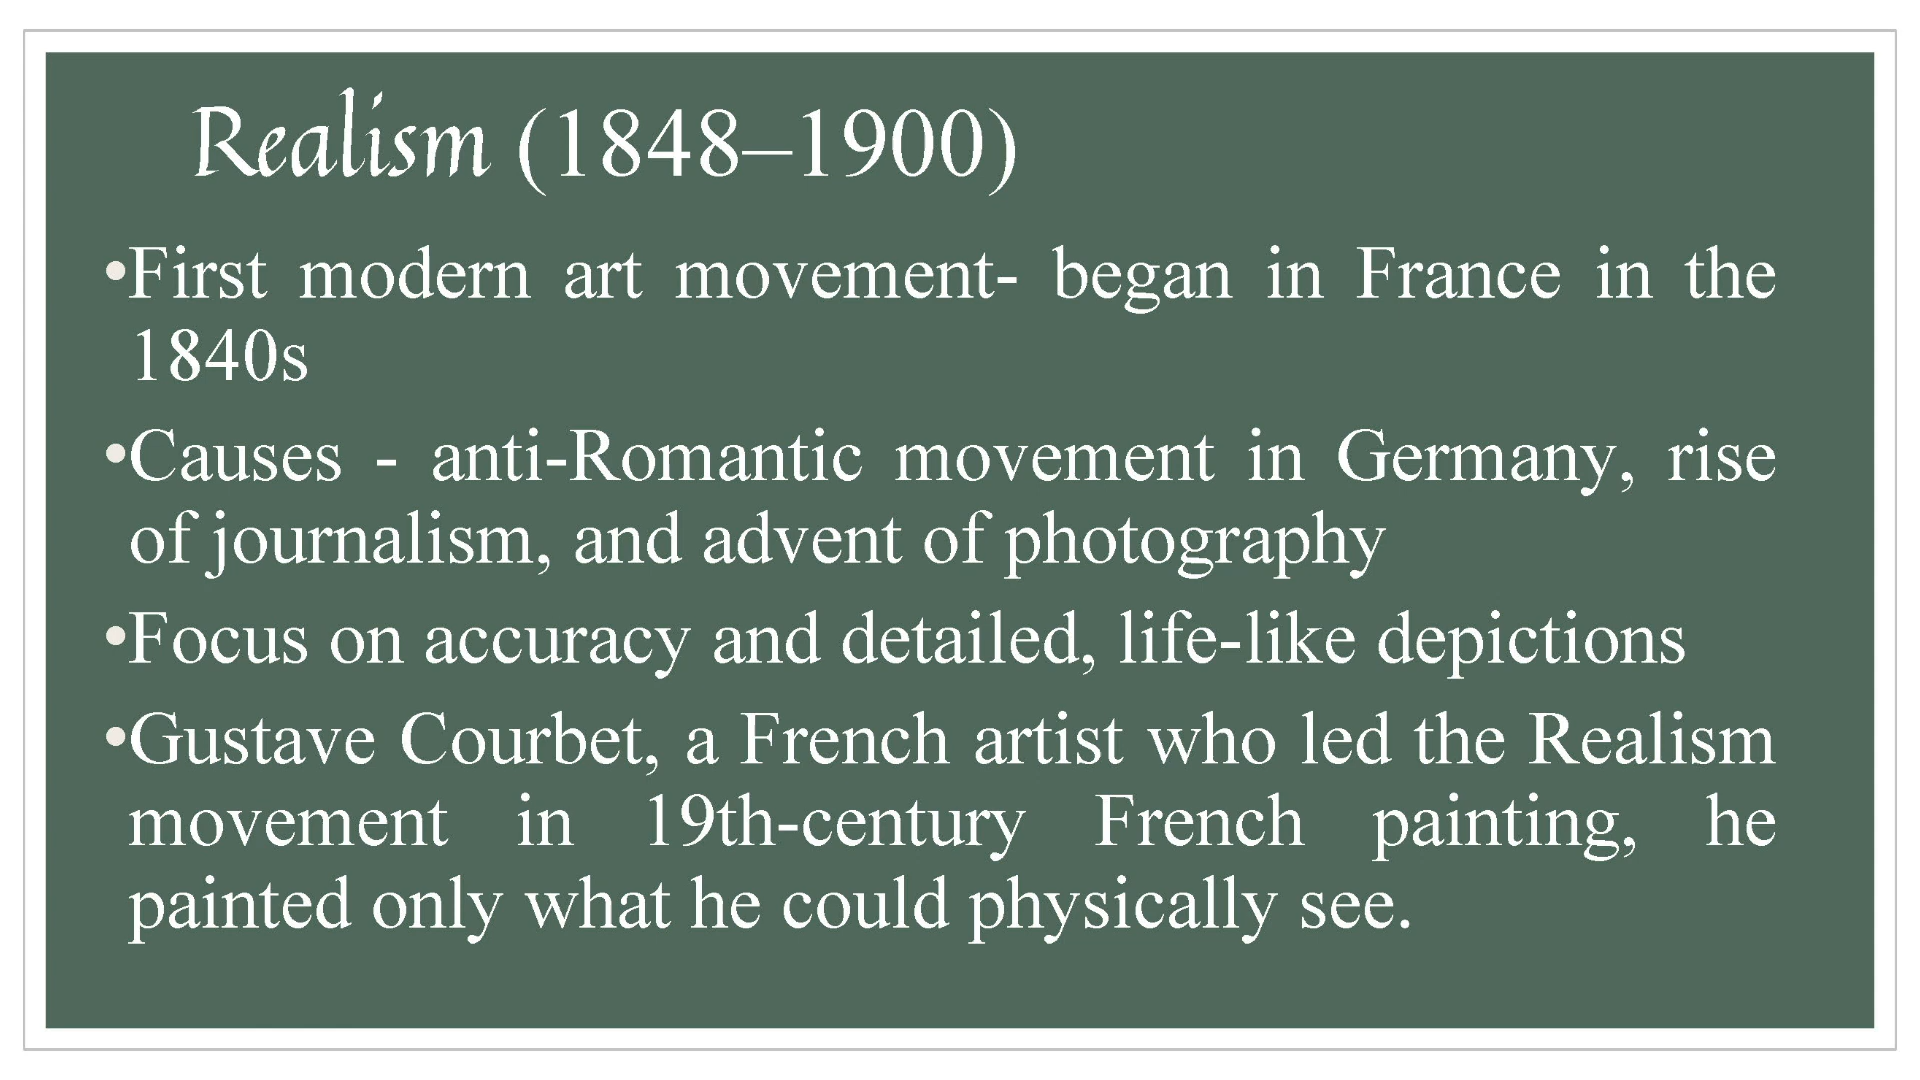 Realism (1848–1900)
•First modern art movement- began in France in the
1840s
•Causes - anti-Romantic movement in Germany, rise
of journalism, and advent of photography
•Focus on accuracy and detailed, life-like depictions
•Gustave Courbet, a French artist who led the Realism
movement in 19th-century French painting, he
painted only what he could physically see.